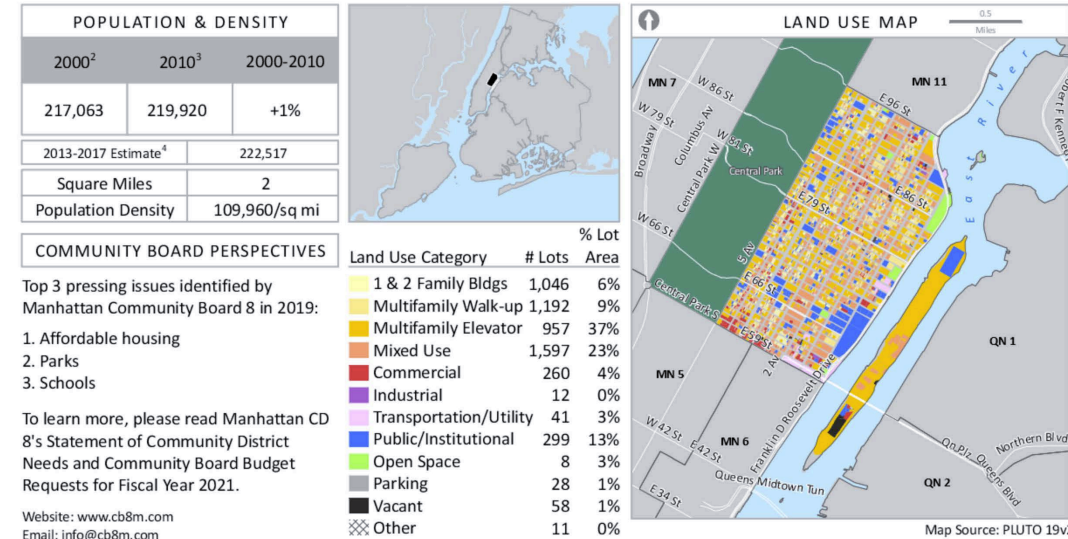 POPULATION & DENSITY
2000² 2010³ 2000-2010
217,063 219,920 +1%
2013-2017 Estimate⁴ 222,517
Square Miles 2
Population Density 109,960/sq mi
COMMUNITY BOARD PERSPECTIVES
Top 3 pressing issues identified by
Manhattan Community Board 8 in 2019:
1. Affordable housing
2. Parks
3. Schools
To learn more, please read Manhattan CD
8's Statement of Community District
Needs and Community Board Budget
Requests for Fiscal Year 2021.
Website: www.cb8m.com
Email: info@cb8m.com
% Lot
Land Use Category # Lots Area
1 & 2 Family Bldgs 1,046 6%
Multifamily Walk-up 1,192 9%
Multifamily Elevator 957 37%
Mixed Use 1,597 23%
Commercial 260 4%
Industrial 12 0%
Transportation/Utility 41 3%
Public/Institutional 299 13%
Open Space 8 3%
Parking 28 1%
Vacant 58 1%
Other 11 0%
LAND USE MAP
0.5
Miles
MN 7
MN 11
W 86 St
E 96 St
W 79 St
Columbus Av
Broadway
W 84 St
Central Park W
Central Park
East River
E 86 St
E 79 St
W 66 St
5 Av
E 66 St
Central Park S
E 59 St
2 Av
QN 1
MN 5
Franklin D Roosevelt Drive
MN 6
W 42 St
E 42 St
Queens Midtown Tun
E 34 St
Qn Plz
Queens Blvd
Northern Blvd
QN 2
Map Source: PLUTO 19v